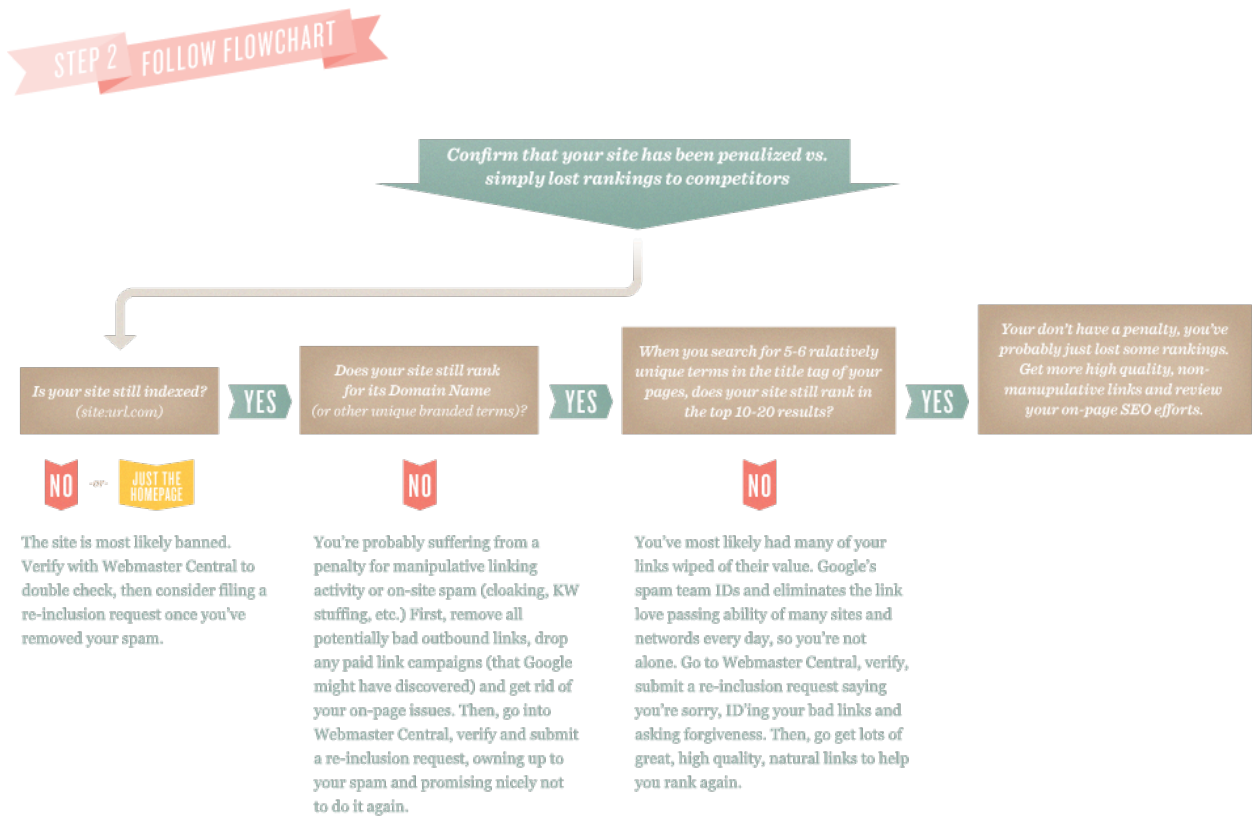 STEP 2 FOLLOW FLOWCHART
Confirm that your site has been penalized vs.
simply lost rankings to competitors
Is your site still indexed?
(site:url.com)
YES
Does your site still rank
for its Domain Name
(or other unique branded terms)?
YES
When you search for 5-6 ralatively
unique terms in the title tag of your
pages, does your site still rank in
the top 10-20 results?
YES
Your don't have a penalty, you've
probably just lost some rankings.
Get more high quality, non-
manupulative links and review
your on-page SEO efforts.
NO
-or-
JUST THE
HOMEPAGE
The site is most likely banned.
Verify with Webmaster Central to
double check, then consider filing a
re-inclusion request once you've
removed your spam.
NO
You're probably suffering from a
penalty for manipulative linking
activity or on-site spam (cloaking, KW
stuffing, etc.) First, remove all
potentially bad outbound links, drop
any paid link campaigns (that Google
might have discovered) and get rid of
your on-page issues. Then, go into
Webmaster Central, verify and submit
a re-inclusion request, owning up to
your spam and promising nicely not
to do it again.
NO
You've most likely had many of your
links wiped of their value. Google's
spam team IDs and eliminates the link
love passing ability of many sites and
networds every day, so you're not
alone. Go to Webmaster Central, verify,
submit a re-inclusion request saying
you're sorry, ID'ing your bad links and
asking forgiveness. Then, go get lots of
great, high quality, natural links to help
you rank again.